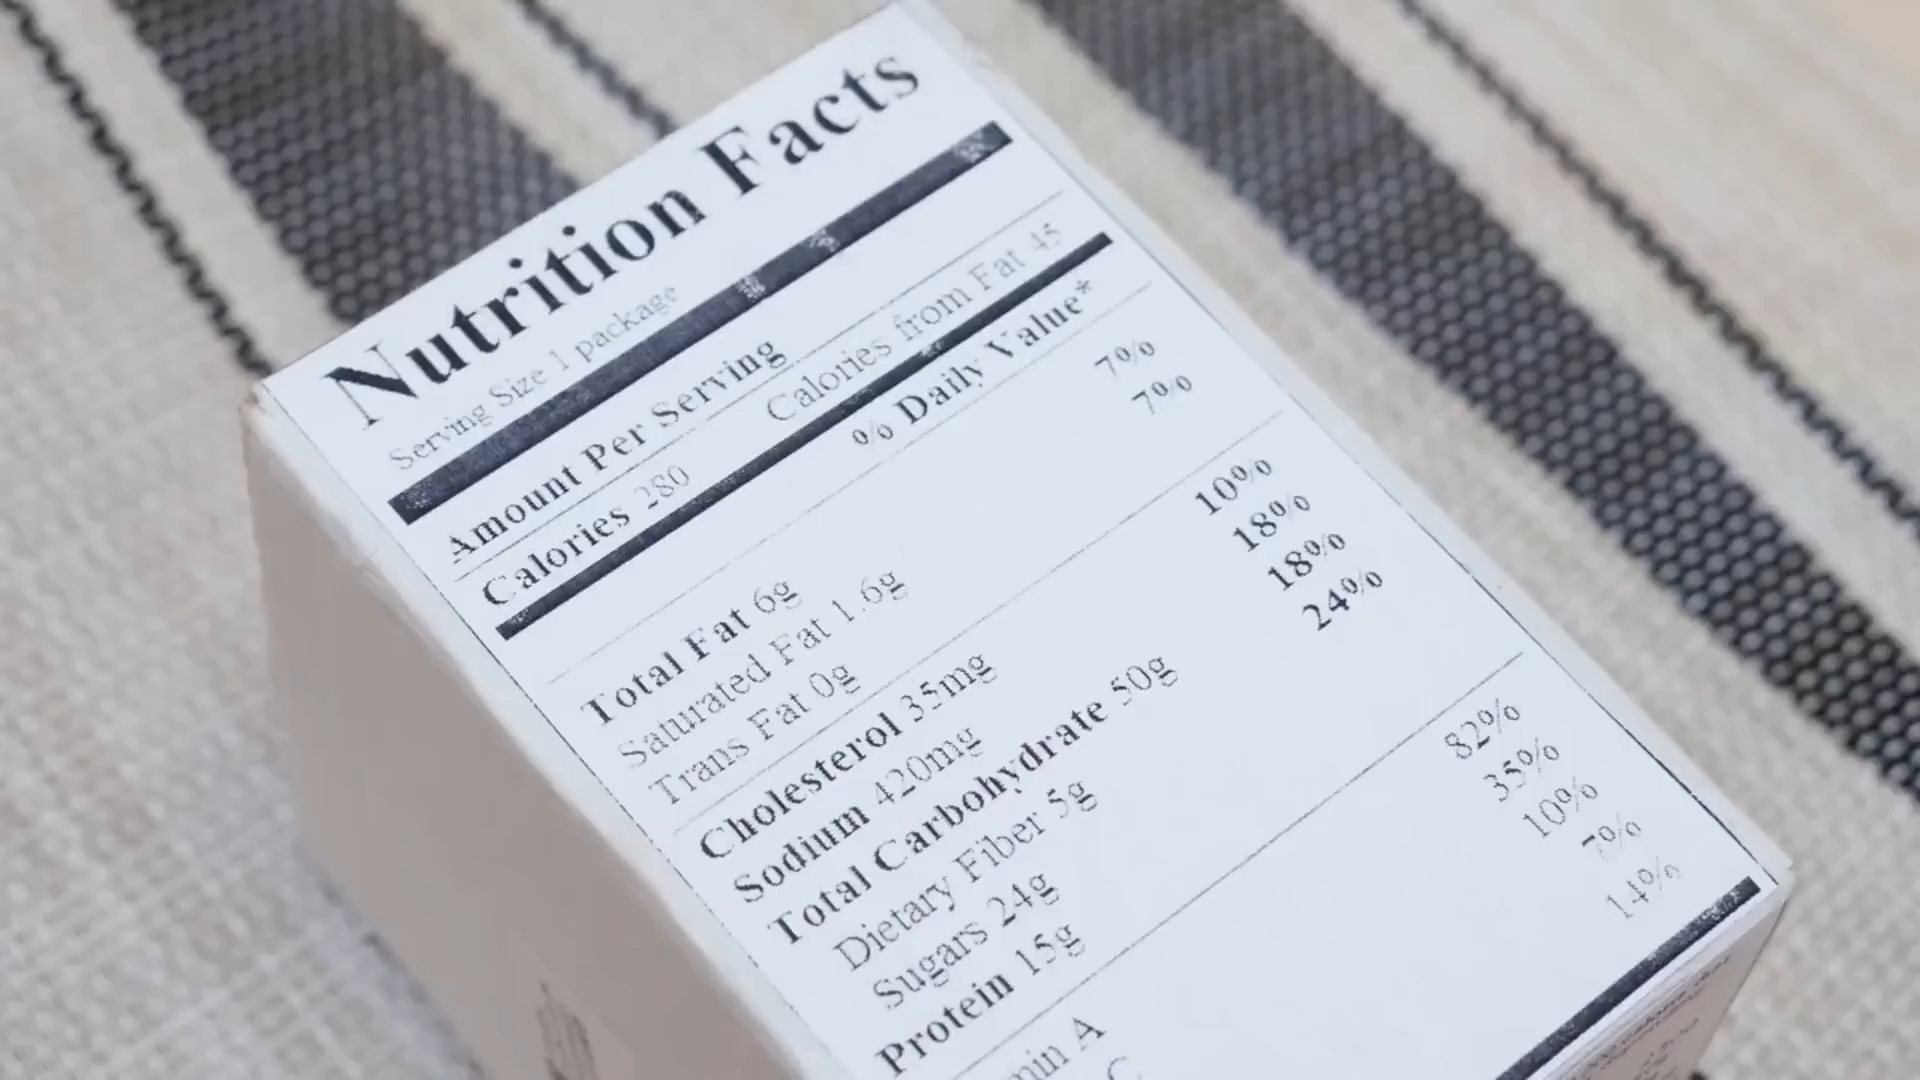 Nutrition Facts
Serving Size 1 package
Amount Per Serving
Calories 280 Calories from Fat 45
% Daily Value*
Total Fat 6g 7%
Saturated Fat 1.6g 7%
Trans Fat 0g
Cholesterol 35mg 10%
Sodium 420mg 18%
Total Carbohydrate 50g 18%
Dietary Fiber 5g 24%
Sugars 24g
Protein 15g
82%
A 35%
C 10%
7%
14%